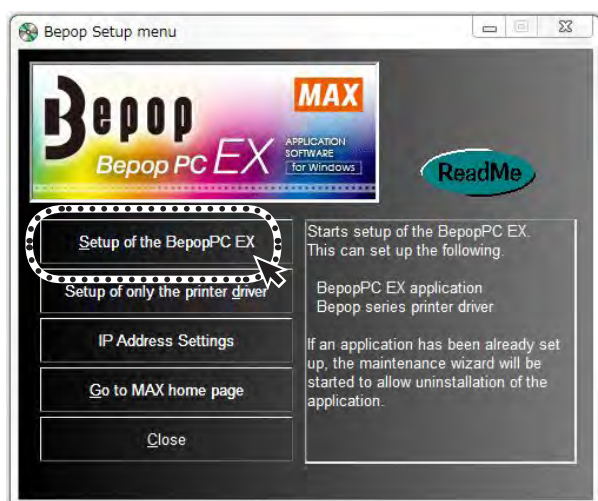 Bepop Setup menu
Bepop
MAX
Bepop PC EX
APPLICATION
SOFTWARE
for Windows
ReadMe
Setup of the BepopPC EX
Setup of only the printer driver
IP Address Settings
Go to MAX home page
Close
Starts setup of the BepopPC EX.
This can set up the following.
BepopPC EX application
Bepop series printer driver
If an application has been already set
up, the maintenance wizard will be
started to allow uninstallation of the
application.